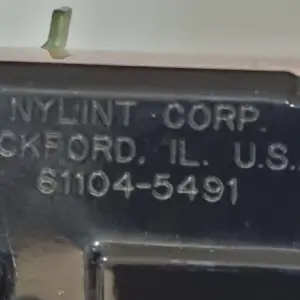 NYLINT CORP.
CKFORD, IL. U.S.
61104-5491